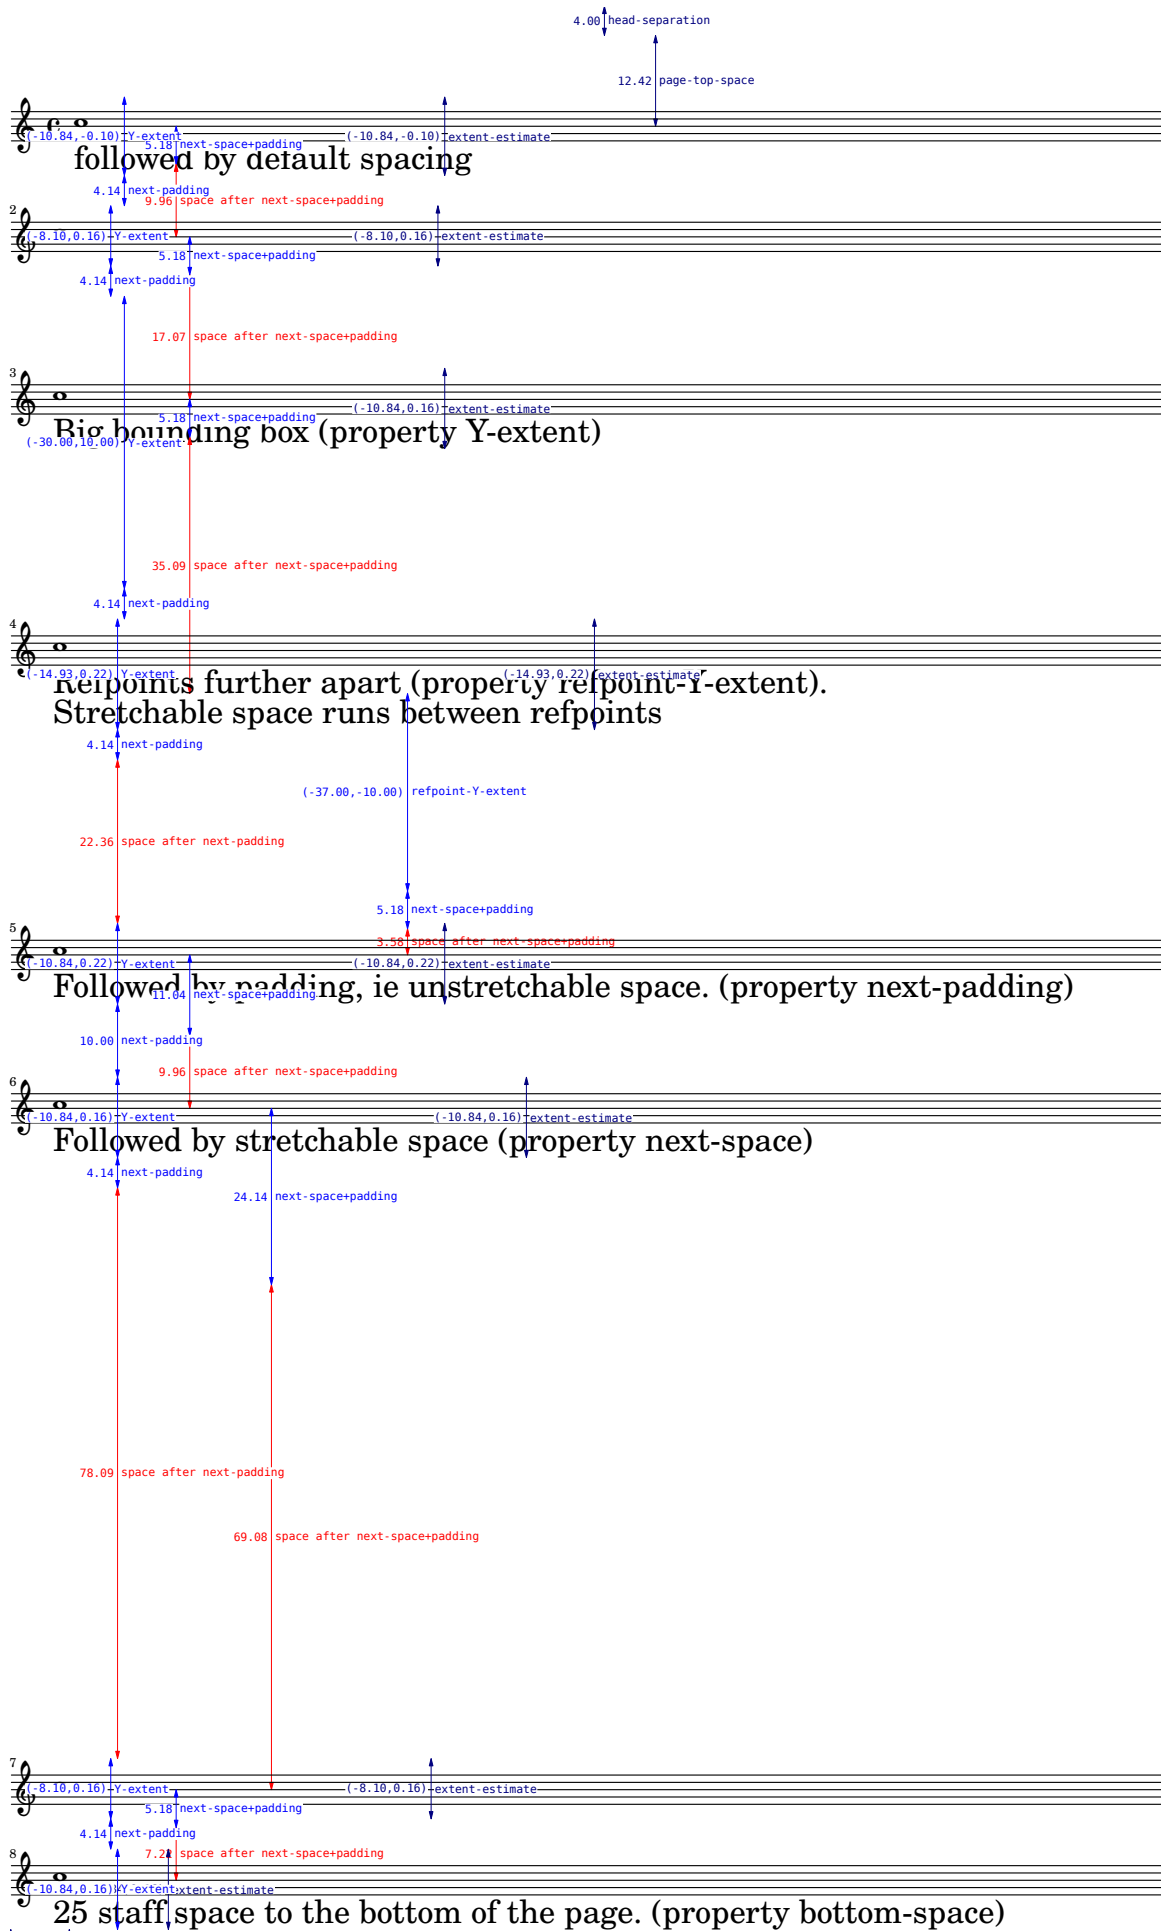 4.00 head-separation
12.42 page-top-space
(-10.84,-0.10) Y-extent
5.18 next-space+padding
(-10.84,-0.10) extent-estimate
followed by default spacing
4.14 next-padding
9.96 space after next-space+padding
2
(-8.10,0.16) Y-extent
(-8.10,0.16) extent-estimate
5.18 next-space+padding
4.14 next-padding
17.07 space after next-space+padding
3
(-10.84,0.16) extent-estimate
5.18 next-space+padding
Big bounding box (property Y-extent)
(-30.00,10.00) Y-extent
35.09 space after next-space+padding
4.14 next-padding
4
(-14.93,0.22) Y-extent
(-14.93,0.22) extent-estimate
Refpoints further apart (property refpoint-Y-extent).
Stretchable space runs between refpoints
4.14 next-padding
(-37.00,-10.00) refpoint-Y-extent
22.36 space after next-padding
5.18 next-space+padding
5
3.58 space after next-space+padding
(-10.84,0.22) Y-extent
(-10.84,0.22) extent-estimate
Followed by padding, ie unstretchable space. (property next-padding)
11.04 next-space+padding
10.00 next-padding
9.96 space after next-space+padding
6
(-10.84,0.16) Y-extent
(-10.84,0.16) extent-estimate
Followed by stretchable space (property next-space)
4.14 next-padding
24.14 next-space+padding
78.09 space after next-padding
69.08 space after next-space+padding
7
(-8.10,0.16) Y-extent
(-8.10,0.16) extent-estimate
5.18 next-space+padding
4.14 next-padding
8
space after next-space+padding
(-10.84,0.16) Y-extent
extent-estimate
25 staff space to the bottom of the page. (property bottom-space)